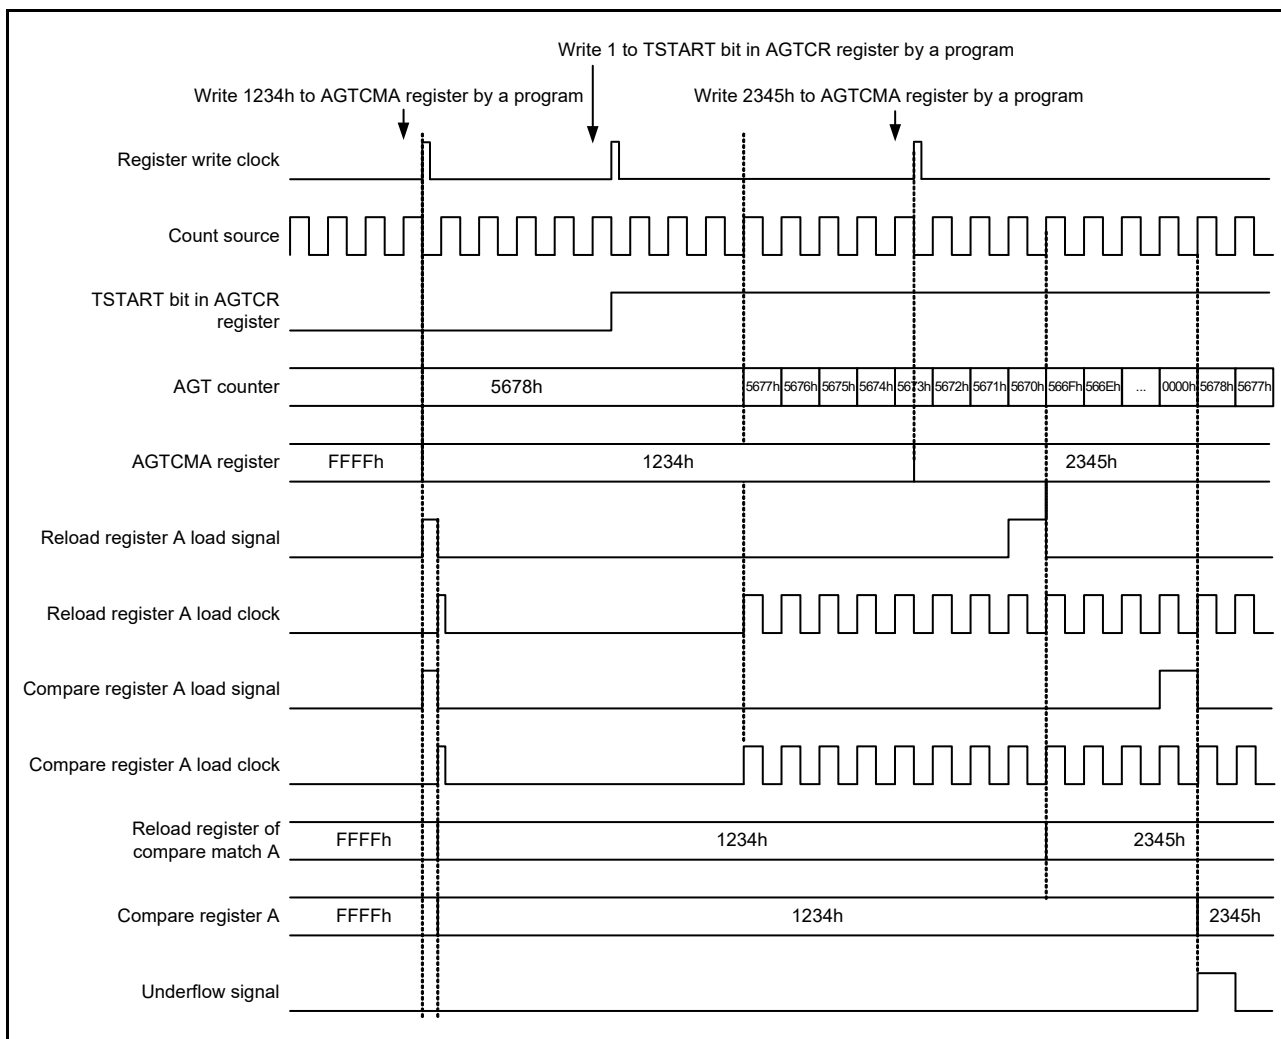 Write 1 to TSTART bit in AGTCR register by a program
Write 1234h to AGTCMA register by a program
Write 2345h to AGTCMA register by a program
Register write clock
Count source
TSTART bit in AGTCR
register
AGT counter
5678h
5677h 5676h 5675h 5674h 5673h 5672h 5671h 5670h 566Fh 566Eh ... 0000h 5678h 5677h
AGTCMA register
FFFFh
1234h
2345h
Reload register A load signal
Reload register A load clock
Compare register A load signal
Compare register A load clock
Reload register of
compare match A
FFFFh
1234h
2345h
Compare register A
FFFFh
1234h
2345h
Underflow signal